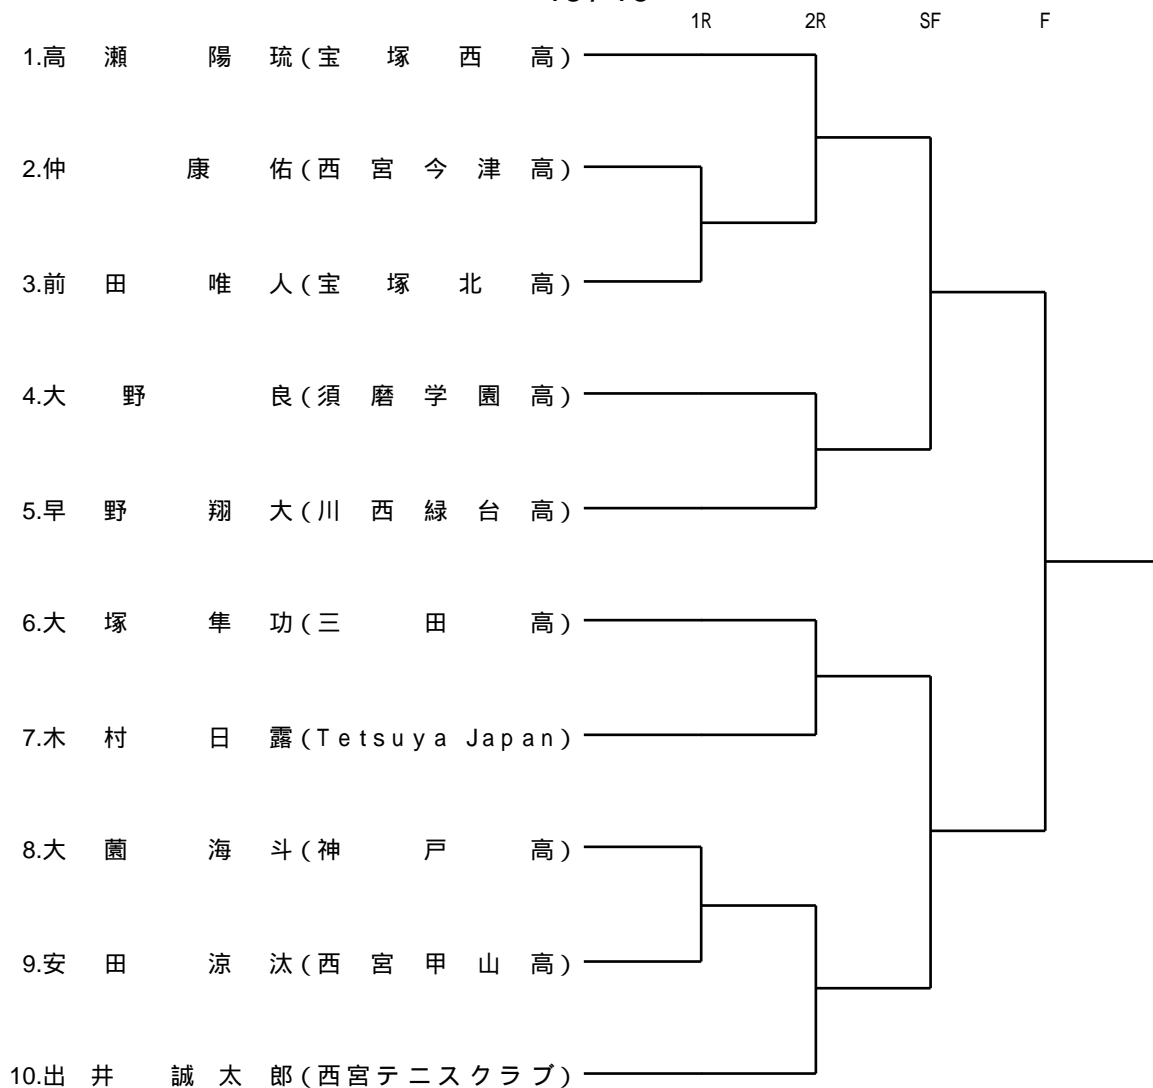 1R 2R SF F
1.高瀬 陽琉(宝塚西高)
2.仲 康佑(西宮今津高)
3.前田 唯人(宝塚北高)
4.大野 良(須磨学園高)
5.早野 翔大(川西緑台高)
6.大塚 隼功(三田高)
7.木村 日露(Tetsuya Japan)
8.大薗 海斗(神戸高)
9.安田 涼汰(西宮甲山高)
10.出井 誠太郎(西宮テニスクラブ)